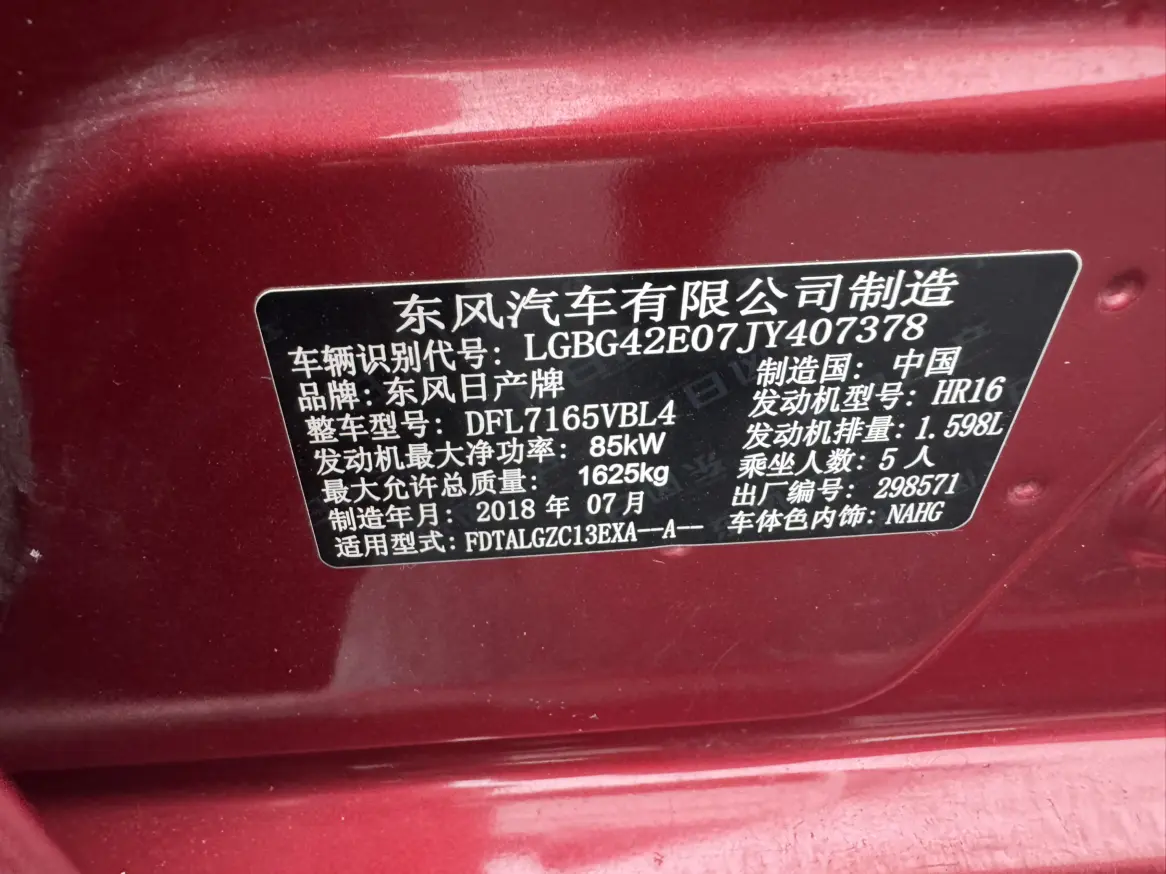 东风汽车有限公司制造
车辆识别代号: LGBG42E07JY407378
品牌: 东风日产牌 制造国: 中国
整车型号: DFL7165VBL4 发动机型号: HR16
发动机最大净功率: 85kW 发动机排量: 1.598L
最大允许总质量: 1625kg 乘坐人数: 5 人
制造年月: 2018 年 07 月 出厂编号: 298571
适用型式: FDTALGZC13EXA--A-- 车体色内饰: NAHG